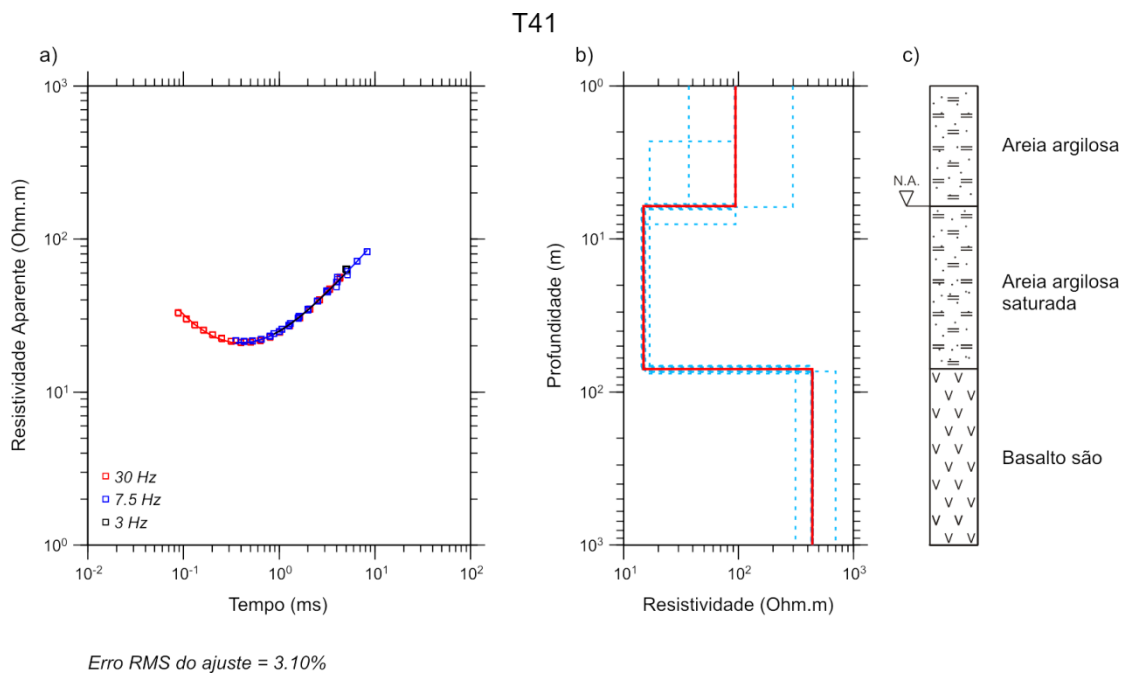 T41
a)
10³
10²
10¹
10⁰
Resistividade Aparente (Ohm.m)
30 Hz
7.5 Hz
3 Hz
10⁻² 10⁻¹ 10⁰ 10¹ 10²
Tempo (ms)
Erro RMS do ajuste = 3.10%
b)
10⁰
10¹
10²
10³
Profundidade (m)
10¹ 10² 10³
Resistividade (Ohm.m)
c)
N.A.
Areia argilosa
Areia argilosa
saturada
Basalto são